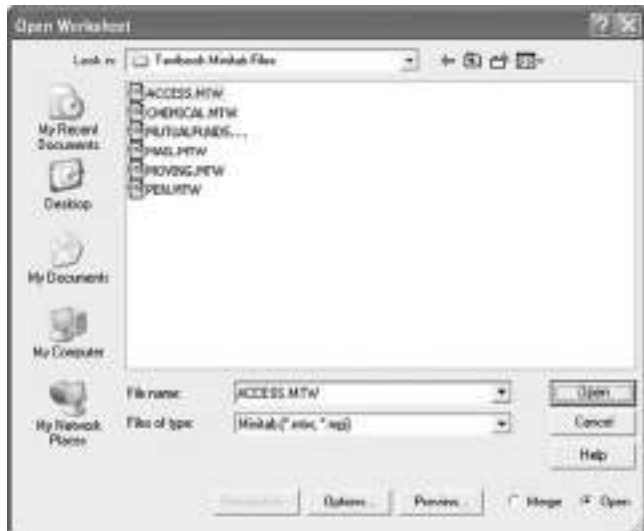 Open Worksheet
Look in: Textbook Minitab Files
ACCESS.MTW
CHEMICAL.MTW
MUTUALFUNDS...
MAIL.MTW
MOVING.MTW
PEN.MTW
My Recent
Documents
Desktop
My Documents
My Computer
My Network
Places
File name: ACCESS.MTW Open
Files of type: Minitab (*.mtw; *.mpj) Cancel
Help
Options... Preview... Merge Open